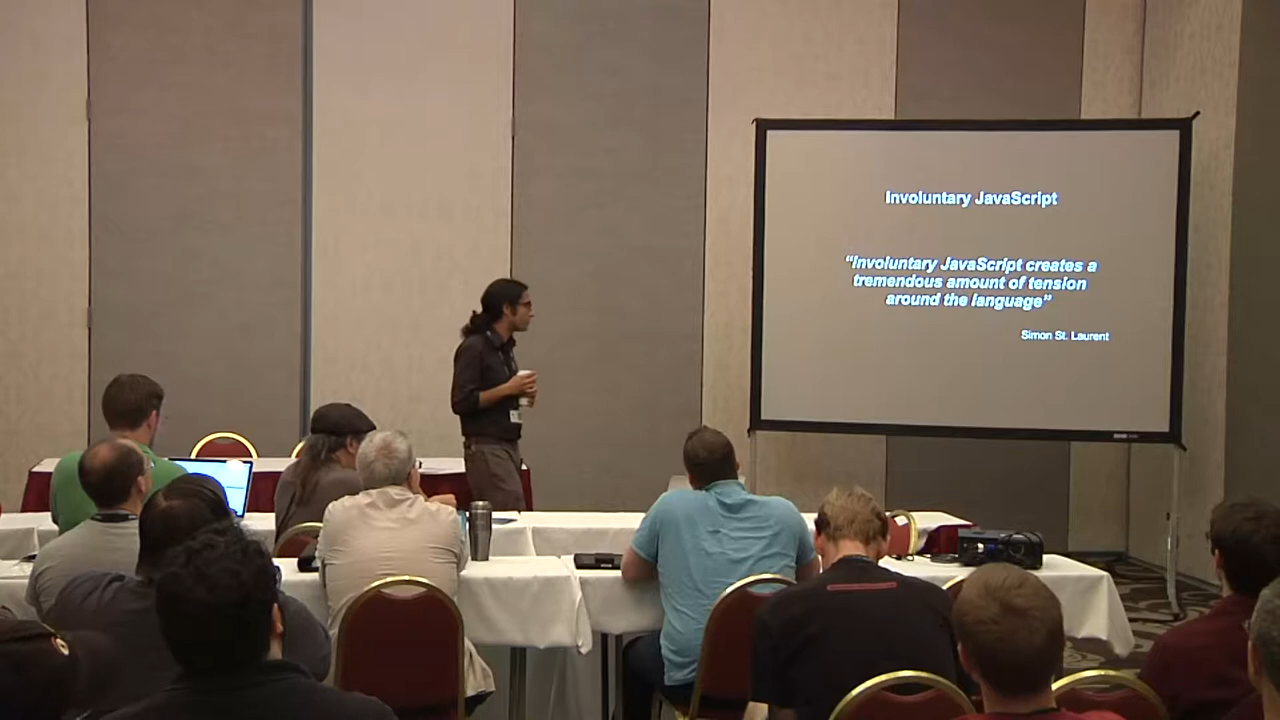 Involuntary JavaScript
“Involuntary JavaScript creates a
tremendous amount of tension
around the language”
Simon St. Laurent